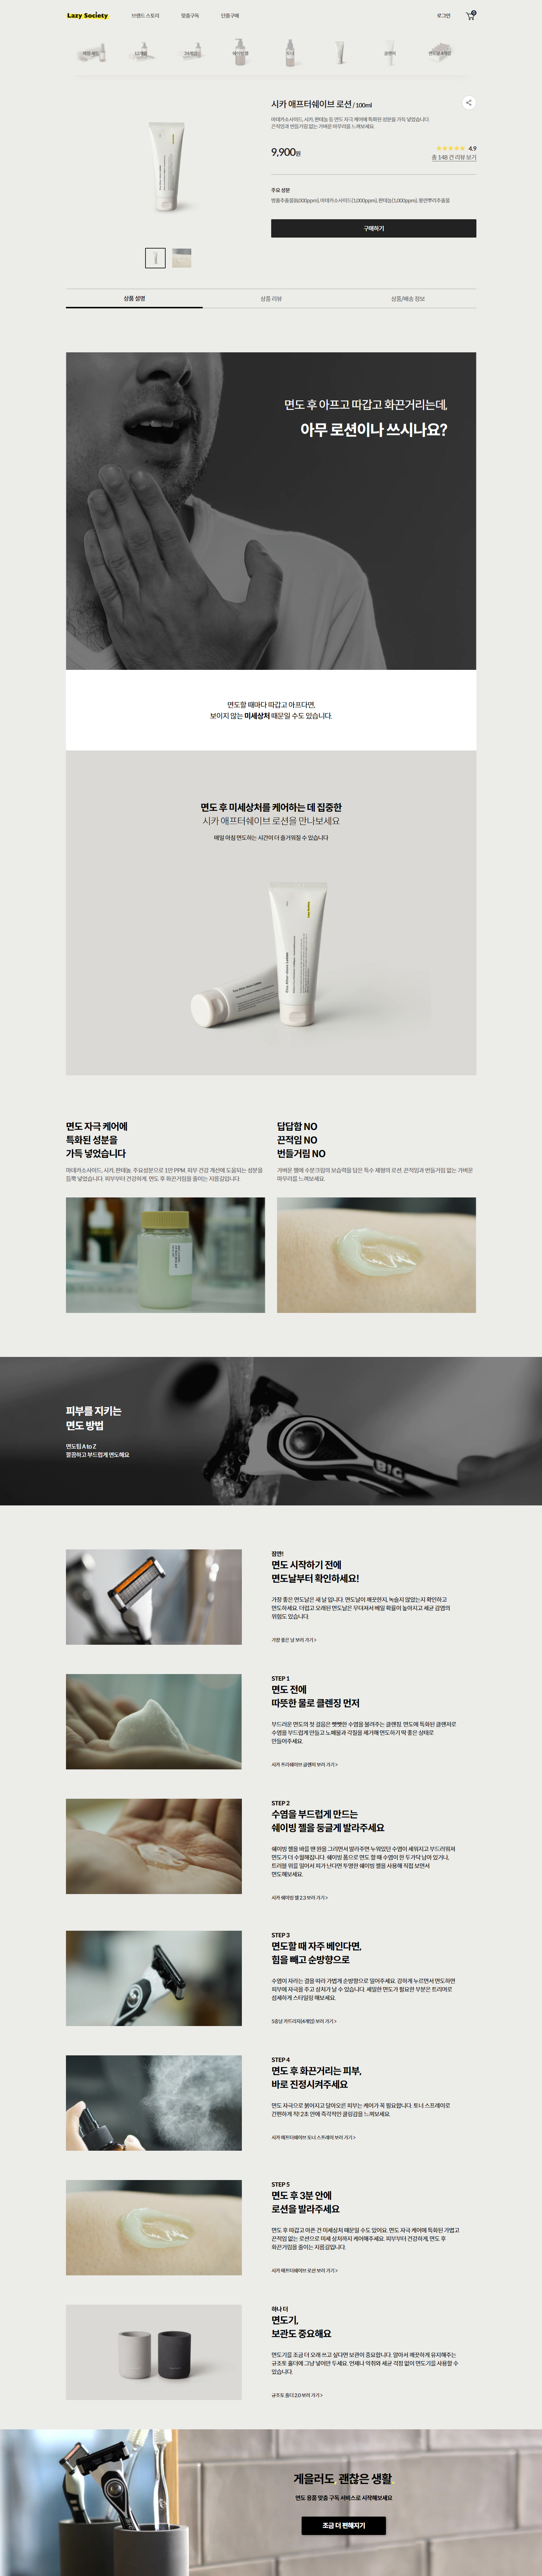 Lazy Society
브랜드 스토리
맞춤구독
단품구매
로그인
0
12개월
쉐이빙 젤
토너
클렌저
면도날 4개입
시카 애프터쉐이브 로션 / 100ml
마데카소사이드, 시카, 판테놀 등 면도 자극 케어에 특화된 성분을 가득 넣었습니다.
끈적임과 번들거림 없는 가벼운 마무리를 느껴보세요.
9,900원
4.9
총 148 건 리뷰 보기
주요 성분
병풀추출물(8,000ppm), 마데카소사이드(1,000ppm), 판테놀(1,000ppm), 황련뿌리추출물
구매하기
상품 설명
상품 리뷰
상품/배송 정보
면도 후 아프고 따갑고 화끈거리는데,
아무 로션이나 쓰시나요?
면도할 때마다 따갑고 아프다면,
보이지 않는 미세상처 때문일 수도 있습니다.
면도 후 미세상처를 케어하는 데 집중한
시카 애프터쉐이브 로션을 만나보세요
매일 아침 면도하는 시간이 더 즐거워질 수 있습니다
면도 자극 케어에
특화된 성분을
가득 넣었습니다
마데카소사이드, 시카, 판테놀. 주요성분으로 1만 PPM. 피부 건강 개선에 도움되는 성분을
듬뿍 넣었습니다. 피부부터 건강하게, 면도 후 화끈거림을 줄이는 지름길입니다.
답답함 NO
끈적임 NO
번들거림 NO
가벼운 젤에 수분크림의 보습력을 담은 특수 제형의 로션. 끈적임과 번들거림 없는 가벼운
마무리를 느껴보세요.
피부를 지키는
면도 방법
면도팁 A to Z
깔끔하고 부드럽게 면도해요
BIC
잠깐!
면도 시작하기 전에
면도날부터 확인하세요!
가장 좋은 면도날은 새 날 입니다. 면도날이 깨끗한지, 녹슬지 않았는지 확인하고
면도하세요. 더럽고 오래된 면도날은 무뎌져서 베일 확률이 높아지고 세균 감염의
위험도 있습니다.
가장 좋은 날 보러 가기 >
STEP 1
면도 전에
따뜻한 물로 클렌징 먼저
부드러운 면도의 첫 걸음은 뻣뻣한 수염을 불려주는 클렌징. 면도에 특화된 클렌저로
수염을 부드럽게 만들고 노폐물과 각질을 제거해 면도하기 딱 좋은 상태로
만들어주세요.
시카 프리쉐이브 클렌저 보러 가기 >
STEP 2
수염을 부드럽게 만드는
쉐이빙 젤을 둥글게 발라주세요
쉐이빙 젤을 바를 땐 원을 그리면서 발라주면 누워있던 수염이 세워지고 부드러워져
면도가 더 수월해집니다. 쉐이빙 폼으로 면도 할 때 수염이 한 두가닥 남아 있거나,
트러블 위를 밀어서 피가 난다면 투명한 쉐이빙 젤을 사용해 직접 보면서
면도해보세요.
시카 쉐이빙 젤 2.3 보러 가기 >
STEP 3
면도할 때 자주 베인다면,
힘을 빼고 순방향으로
수염이 자라는 결을 따라 가볍게 순방향으로 밀어주세요. 강하게 누르면서 면도하면
피부에 자극을 주고 상처가 날 수 있습니다. 세밀한 면도가 필요한 부분은 트리머로
섬세하게 스타일링 해보세요.
5중날 카트리지(4개입) 보러 가기 >
STEP 4
면도 후 화끈거리는 피부,
바로 진정시켜주세요
면도 자극으로 붉어지고 달아오른 피부는 케어가 꼭 필요합니다. 토너 스프레이로
간편하게 착! 2초 안에 즉각적인 쿨링감을 느껴보세요.
시카 애프터쉐이브 토너 스프레이 보러 가기 >
STEP 5
면도 후 3분 안에
로션을 발라주세요
면도 후 따갑고 아픈 건 미세상처 때문일 수도 있어요. 면도 자극 케어에 특화된 가볍고
끈적임 없는 로션으로 미세 상처까지 케어해주세요. 피부부터 건강하게, 면도 후
화끈거림을 줄이는 지름길입니다.
시카 애프터쉐이브 로션 보러 가기 >
하나 더
면도기,
보관도 중요해요
면도기를 조금 더 오래 쓰고 싶다면 보관이 중요합니다. 알아서 깨끗하게 유지해주는
규조토 홀더에 그냥 넣어만 두세요. 언제나 악취와 세균 걱정 없이 면도기를 사용할 수
있습니다.
규조토 홀더 2.0 보러 가기 >
게을러도 괜찮은 생활.
면도 용품 맞춤 구독 서비스로 시작해보세요
조금 더 편해지기